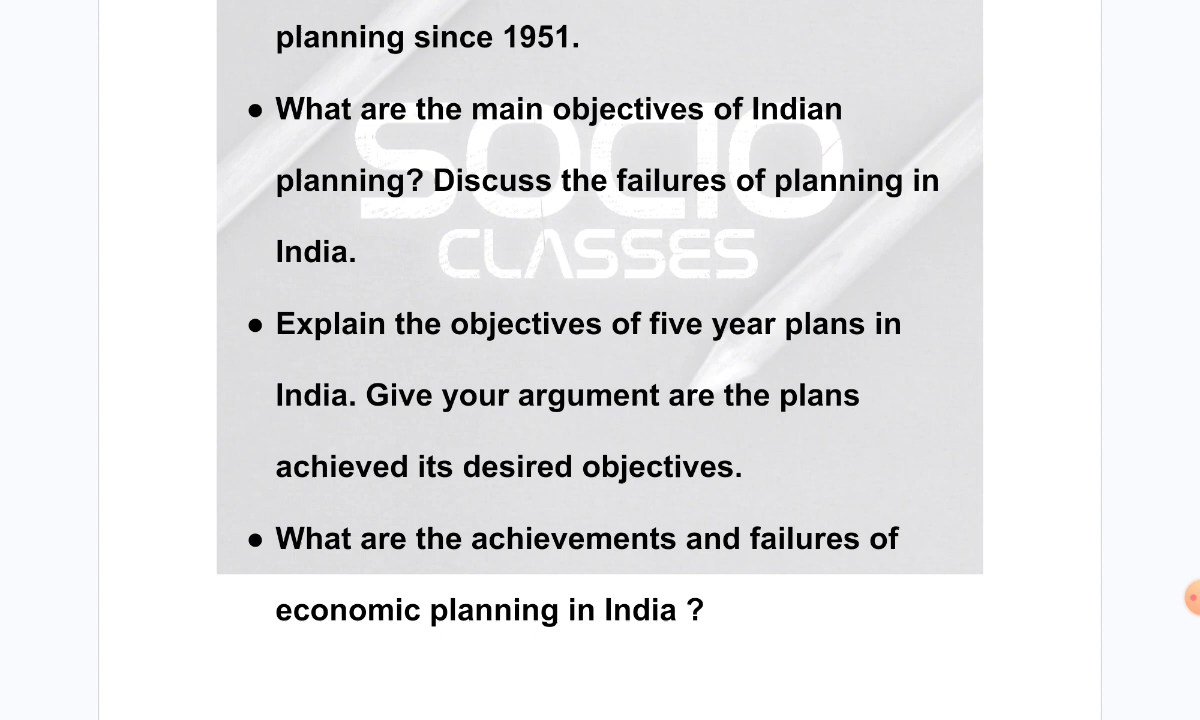 planning since 1951.
● What are the main objectives of Indian
planning? Discuss the failures of planning in
India.
● Explain the objectives of five year plans in
India. Give your argument are the plans
achieved its desired objectives.
● What are the achievements and failures of
economic planning in India ?
SOCIO
CLASSES